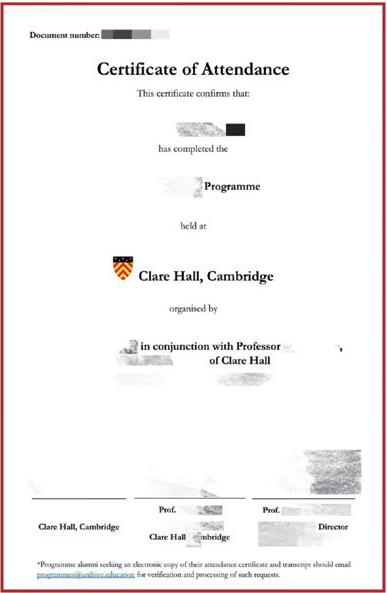 Document number:
Certificate of Attendance
This certificate confirms that:
has completed the
Programme
held at
Clare Hall, Cambridge
organised by
in conjunction with Professor ,
of Clare Hall
Prof. Prof.
Clare Hall, Cambridge Director
Clare Hall mbridge
*Programme alumni seeking an electronic copy of their attendance certificate and transcript should email
programmes@unihive.education for verification and processing of such requests.